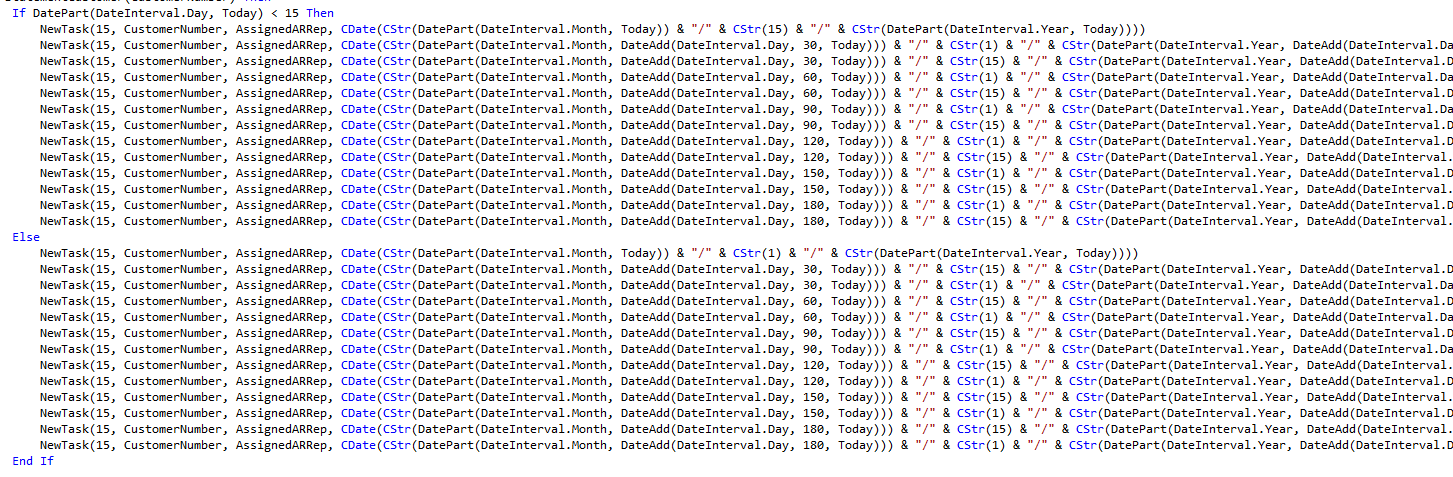 If DatePart(DateInterval.Day, Today) < 15 Then
NewTask(15, CustomerNumber, AssignedARRep, CDate(CStr(DatePart(DateInterval.Month, Today)) & "/" & CStr(15) & "/" & CStr(DatePart(DateInterval.Year, Today))))
NewTask(15, CustomerNumber, AssignedARRep, CDate(CStr(DatePart(DateInterval.Month, DateAdd(DateInterval.Day, 30, Today))) & "/" & CStr(1) & "/" & CStr(DatePart(DateInterval.Year, DateAdd(DateInterval.Da
NewTask(15, CustomerNumber, AssignedARRep, CDate(CStr(DatePart(DateInterval.Month, DateAdd(DateInterval.Day, 30, Today))) & "/" & CStr(15) & "/" & CStr(DatePart(DateInterval.Year, DateAdd(DateInterval.D
NewTask(15, CustomerNumber, AssignedARRep, CDate(CStr(DatePart(DateInterval.Month, DateAdd(DateInterval.Day, 60, Today))) & "/" & CStr(1) & "/" & CStr(DatePart(DateInterval.Year, DateAdd(DateInterval.Da
NewTask(15, CustomerNumber, AssignedARRep, CDate(CStr(DatePart(DateInterval.Month, DateAdd(DateInterval.Day, 60, Today))) & "/" & CStr(15) & "/" & CStr(DatePart(DateInterval.Year, DateAdd(DateInterval.D
NewTask(15, CustomerNumber, AssignedARRep, CDate(CStr(DatePart(DateInterval.Month, DateAdd(DateInterval.Day, 90, Today))) & "/" & CStr(1) & "/" & CStr(DatePart(DateInterval.Year, DateAdd(DateInterval.Da
NewTask(15, CustomerNumber, AssignedARRep, CDate(CStr(DatePart(DateInterval.Month, DateAdd(DateInterval.Day, 90, Today))) & "/" & CStr(15) & "/" & CStr(DatePart(DateInterval.Year, DateAdd(DateInterval.D
NewTask(15, CustomerNumber, AssignedARRep, CDate(CStr(DatePart(DateInterval.Month, DateAdd(DateInterval.Day, 120, Today))) & "/" & CStr(1) & "/" & CStr(DatePart(DateInterval.Year, DateAdd(DateInterval.D
NewTask(15, CustomerNumber, AssignedARRep, CDate(CStr(DatePart(DateInterval.Month, DateAdd(DateInterval.Day, 120, Today))) & "/" & CStr(15) & "/" & CStr(DatePart(DateInterval.Year, DateAdd(DateInterval.
NewTask(15, CustomerNumber, AssignedARRep, CDate(CStr(DatePart(DateInterval.Month, DateAdd(DateInterval.Day, 150, Today))) & "/" & CStr(1) & "/" & CStr(DatePart(DateInterval.Year, DateAdd(DateInterval.D
NewTask(15, CustomerNumber, AssignedARRep, CDate(CStr(DatePart(DateInterval.Month, DateAdd(DateInterval.Day, 150, Today))) & "/" & CStr(15) & "/" & CStr(DatePart(DateInterval.Year, DateAdd(DateInterval.
NewTask(15, CustomerNumber, AssignedARRep, CDate(CStr(DatePart(DateInterval.Month, DateAdd(DateInterval.Day, 180, Today))) & "/" & CStr(1) & "/" & CStr(DatePart(DateInterval.Year, DateAdd(DateInterval.D
NewTask(15, CustomerNumber, AssignedARRep, CDate(CStr(DatePart(DateInterval.Month, DateAdd(DateInterval.Day, 180, Today))) & "/" & CStr(15) & "/" & CStr(DatePart(DateInterval.Year, DateAdd(DateInterval.
Else
NewTask(15, CustomerNumber, AssignedARRep, CDate(CStr(DatePart(DateInterval.Month, Today)) & "/" & CStr(1) & "/" & CStr(DatePart(DateInterval.Year, Today))))
NewTask(15, CustomerNumber, AssignedARRep, CDate(CStr(DatePart(DateInterval.Month, DateAdd(DateInterval.Day, 30, Today))) & "/" & CStr(15) & "/" & CStr(DatePart(DateInterval.Year, DateAdd(DateInterval.D
NewTask(15, CustomerNumber, AssignedARRep, CDate(CStr(DatePart(DateInterval.Month, DateAdd(DateInterval.Day, 30, Today))) & "/" & CStr(1) & "/" & CStr(DatePart(DateInterval.Year, DateAdd(DateInterval.Da
NewTask(15, CustomerNumber, AssignedARRep, CDate(CStr(DatePart(DateInterval.Month, DateAdd(DateInterval.Day, 60, Today))) & "/" & CStr(15) & "/" & CStr(DatePart(DateInterval.Year, DateAdd(DateInterval.D
NewTask(15, CustomerNumber, AssignedARRep, CDate(CStr(DatePart(DateInterval.Month, DateAdd(DateInterval.Day, 60, Today))) & "/" & CStr(1) & "/" & CStr(DatePart(DateInterval.Year, DateAdd(DateInterval.Da
NewTask(15, CustomerNumber, AssignedARRep, CDate(CStr(DatePart(DateInterval.Month, DateAdd(DateInterval.Day, 90, Today))) & "/" & CStr(15) & "/" & CStr(DatePart(DateInterval.Year, DateAdd(DateInterval.D
NewTask(15, CustomerNumber, AssignedARRep, CDate(CStr(DatePart(DateInterval.Month, DateAdd(DateInterval.Day, 90, Today))) & "/" & CStr(1) & "/" & CStr(DatePart(DateInterval.Year, DateAdd(DateInterval.Da
NewTask(15, CustomerNumber, AssignedARRep, CDate(CStr(DatePart(DateInterval.Month, DateAdd(DateInterval.Day, 120, Today))) & "/" & CStr(15) & "/" & CStr(DatePart(DateInterval.Year, DateAdd(DateInterval.
NewTask(15, CustomerNumber, AssignedARRep, CDate(CStr(DatePart(DateInterval.Month, DateAdd(DateInterval.Day, 120, Today))) & "/" & CStr(1) & "/" & CStr(DatePart(DateInterval.Year, DateAdd(DateInterval.D
NewTask(15, CustomerNumber, AssignedARRep, CDate(CStr(DatePart(DateInterval.Month, DateAdd(DateInterval.Day, 150, Today))) & "/" & CStr(15) & "/" & CStr(DatePart(DateInterval.Year, DateAdd(DateInterval.
NewTask(15, CustomerNumber, AssignedARRep, CDate(CStr(DatePart(DateInterval.Month, DateAdd(DateInterval.Day, 150, Today))) & "/" & CStr(1) & "/" & CStr(DatePart(DateInterval.Year, DateAdd(DateInterval.D
NewTask(15, CustomerNumber, AssignedARRep, CDate(CStr(DatePart(DateInterval.Month, DateAdd(DateInterval.Day, 180, Today))) & "/" & CStr(15) & "/" & CStr(DatePart(DateInterval.Year, DateAdd(DateInterval.
NewTask(15, CustomerNumber, AssignedARRep, CDate(CStr(DatePart(DateInterval.Month, DateAdd(DateInterval.Day, 180, Today))) & "/" & CStr(1) & "/" & CStr(DatePart(DateInterval.Year, DateAdd(DateInterval.D
End If